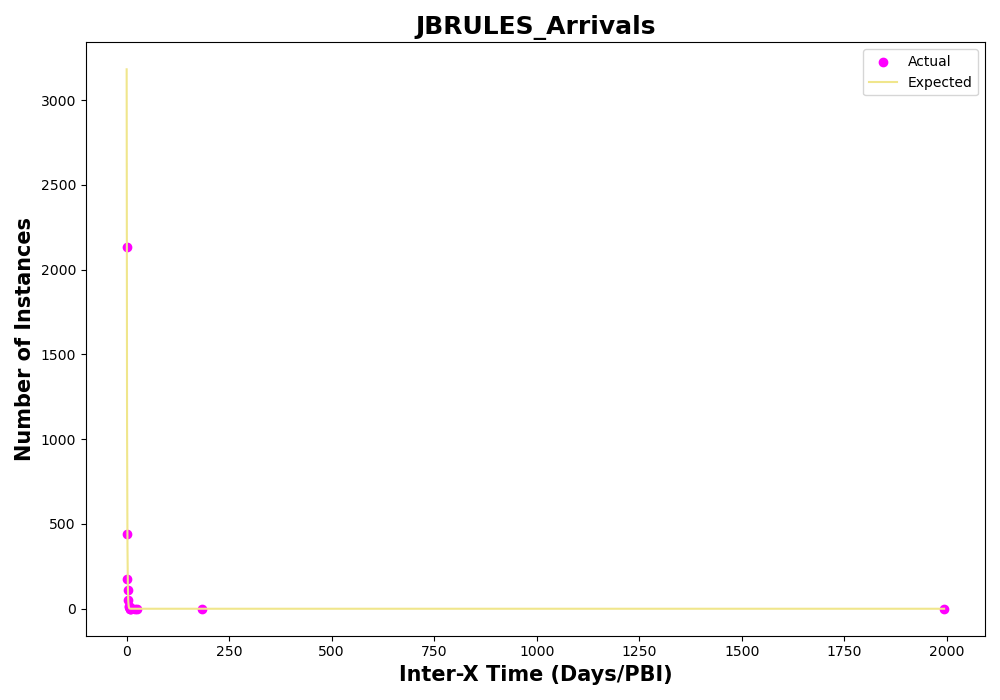 JBRULES_Arrivals
Actual
Expected
Number of Instances
3000
2500
2000
1500
1000
500
0
0 250 500 750 1000 1250 1500 1750 2000
Inter-X Time (Days/PBI)